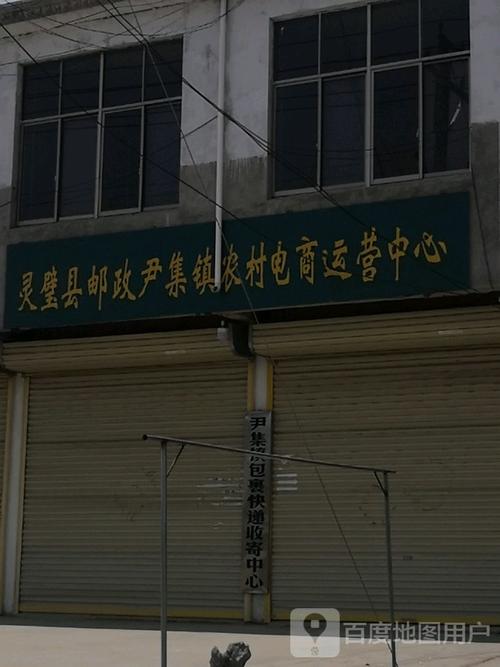 灵璧县邮政尹集镇农村电商运营中心
尹集镇包裹快递收寄中心
百度地图用户